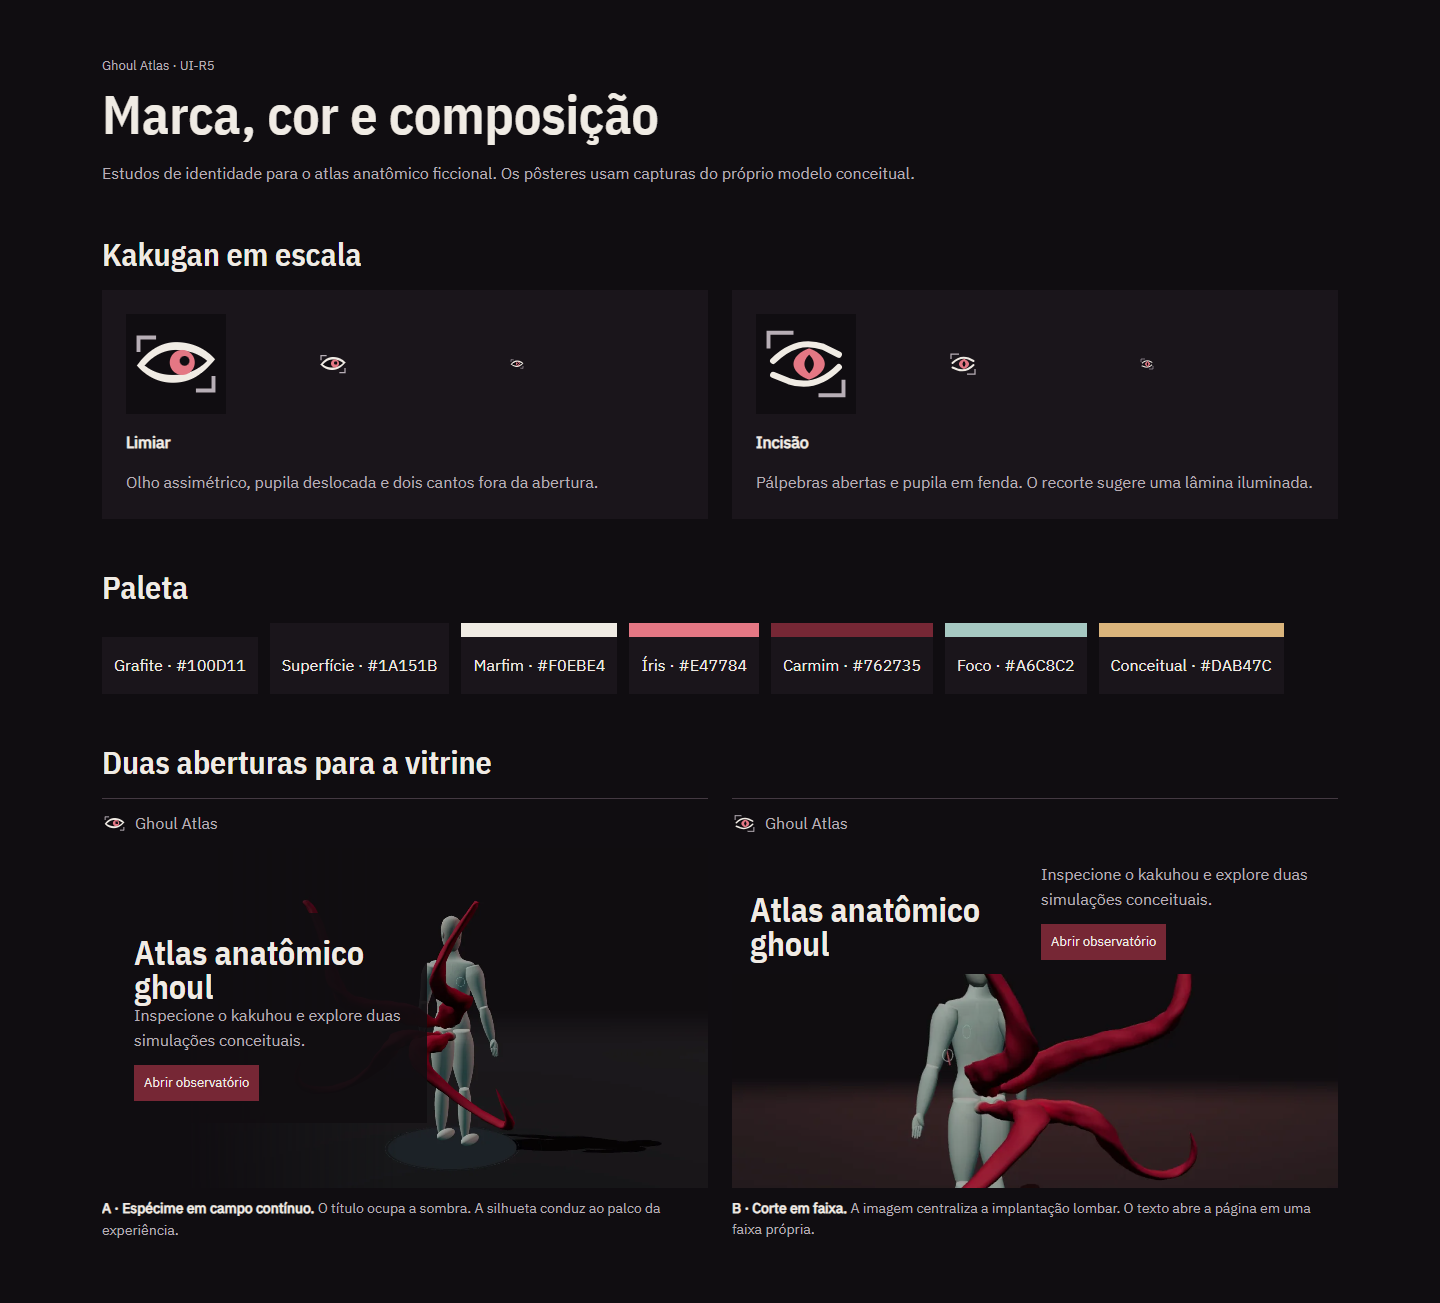 Ghoul Atlas · UI-R5
Marca, cor e composição
Estudos de identidade para o atlas anatômico ficcional. Os pôsteres usam capturas do próprio modelo conceitual.
Kakugan em escala
Limiar
Olho assimétrico, pupila deslocada e dois cantos fora da abertura.
Incisão
Pálpebras abertas e pupila em fenda. O recorte sugere uma lâmina iluminada.
Paleta
Grafite · #100D11
Superfície · #1A151B
Marfim · #F0EBE4
Íris · #E47784
Carmim · #762735
Foco · #A6C8C2
Conceitual · #DAB47C
Duas aberturas para a vitrine
Ghoul Atlas
Atlas anatômico
ghoul
Inspecione o kakuhou e explore duas
simulações conceituais.
Abrir observatório
A · Espécime em campo contínuo. O título ocupa a sombra. A silhueta conduz ao palco da
experiência.
Ghoul Atlas
Atlas anatômico
ghoul
Inspecione o kakuhou e explore duas
simulações conceituais.
Abrir observatório
B · Corte em faixa. A imagem centraliza a implantação lombar. O texto abre a página em uma
faixa própria.